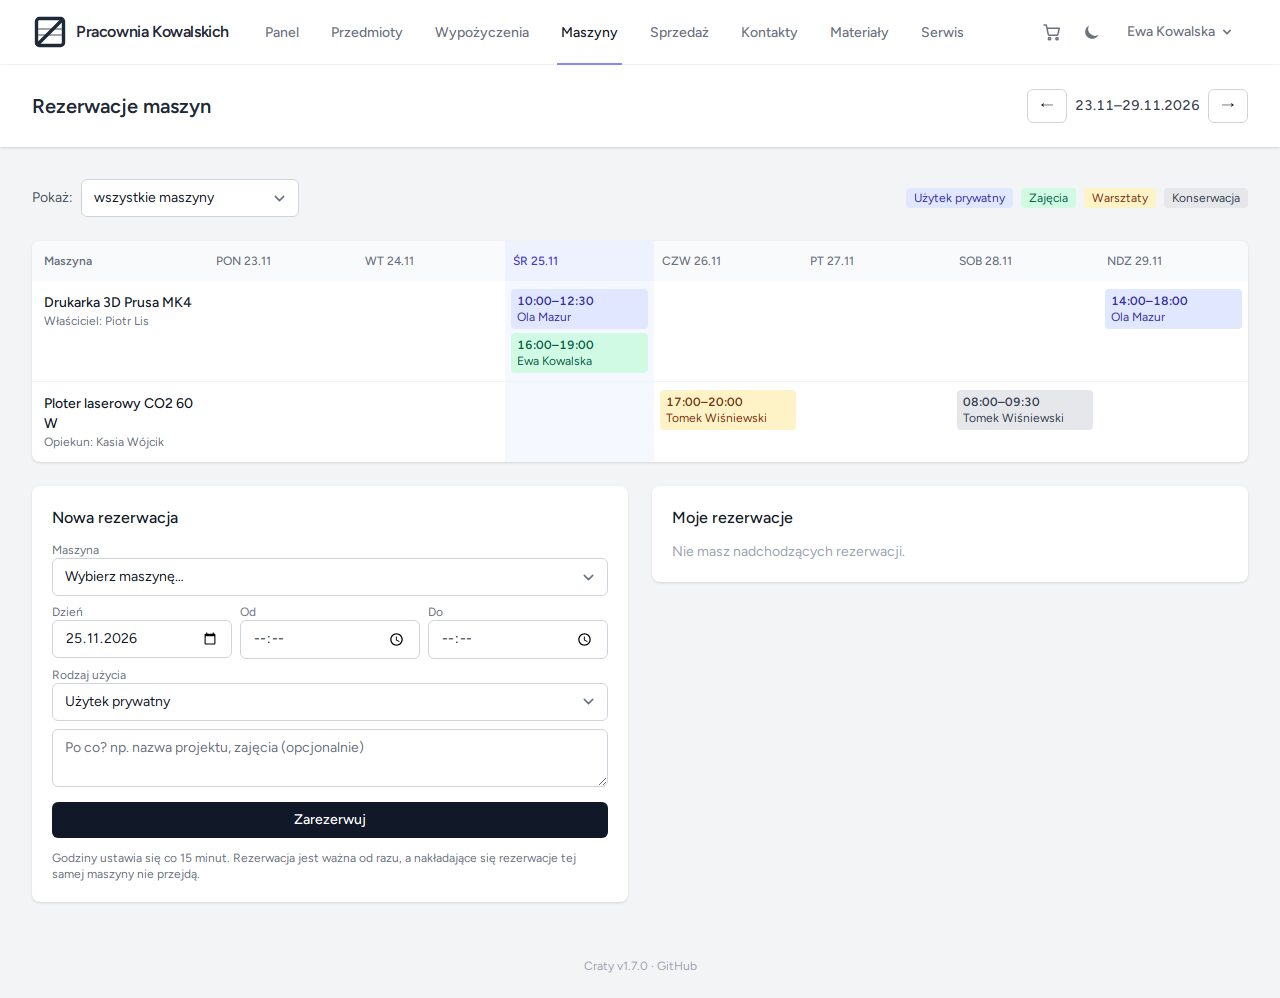 Pracownia Kowalskich
Panel
Przedmioty
Wypożyczenia
Maszyny
Sprzedaż
Kontakty
Materiały
Serwis
Ewa Kowalska
Rezerwacje maszyn
←
23.11–29.11.2026
→
Pokaż:
wszystkie maszyny
Użytek prywatny
Zajęcia
Warsztaty
Konserwacja
Maszyna
PON 23.11
WT 24.11
ŚR 25.11
CZW 26.11
PT 27.11
SOB 28.11
NDZ 29.11
Drukarka 3D Prusa MK4
Właściciel: Piotr Lis
10:00–12:30
Ola Mazur
16:00–19:00
Ewa Kowalska
14:00–18:00
Ola Mazur
Ploter laserowy CO2 60
W
Opiekun: Kasia Wójcik
17:00–20:00
Tomek Wiśniewski
08:00–09:30
Tomek Wiśniewski
Nowa rezerwacja
Maszyna
Wybierz maszynę...
Dzień
Od
Do
25.11.2026
--:--
--:--
Rodzaj użycia
Użytek prywatny
Po co? np. nazwa projektu, zajęcia (opcjonalnie)
Zarezerwuj
Godziny ustawia się co 15 minut. Rezerwacja jest ważna od razu, a nakładające się rezerwacje tej
samej maszyny nie przejdą.
Moje rezerwacje
Nie masz nadchodzących rezerwacji.
Craty v1.7.0 · GitHub